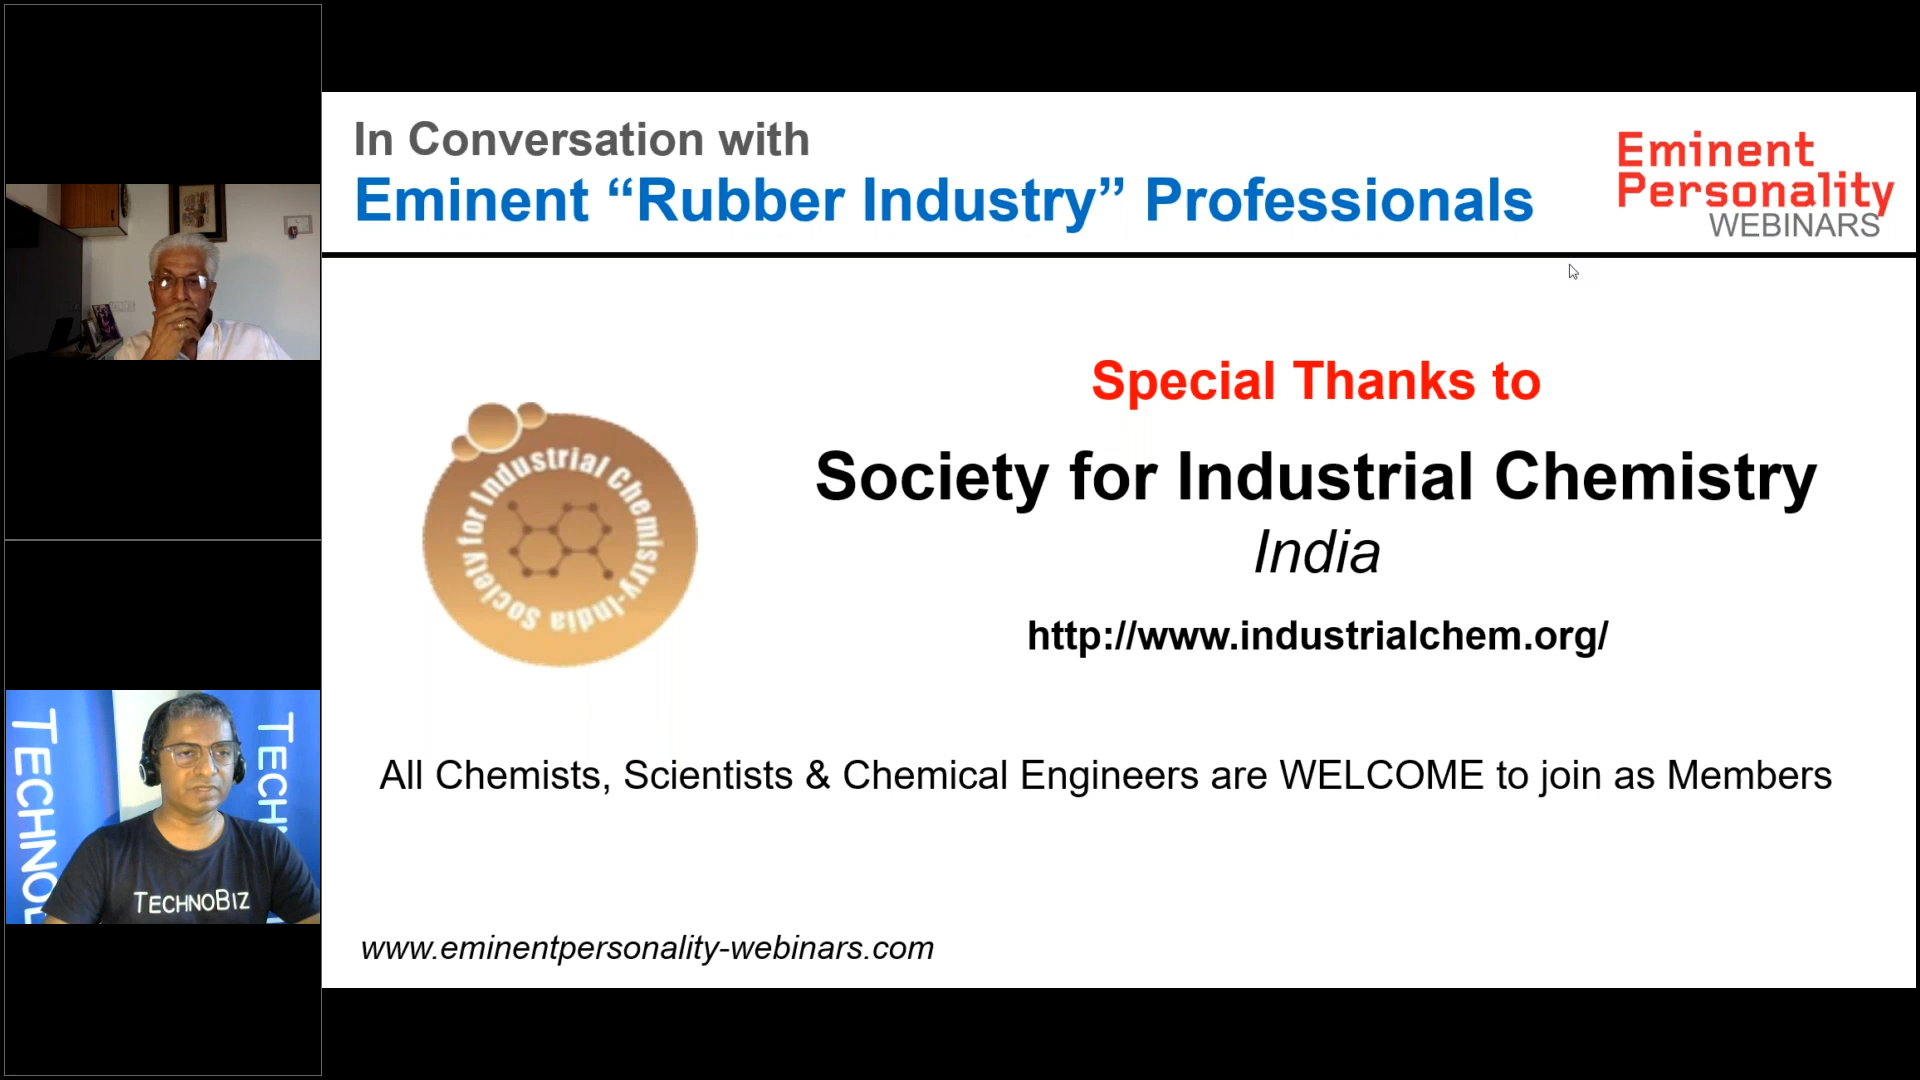 In Conversation with
Eminent “Rubber Industry” Professionals
Eminent
Personality
WEBINARS
Special Thanks to
Society for Industrial Chemistry
India
http://www.industrialchem.org/
Society for Industrial Chemistry-India
All Chemists, Scientists & Chemical Engineers are WELCOME to join as Members
www.eminentpersonality-webinars.com
TECHNOBIZ